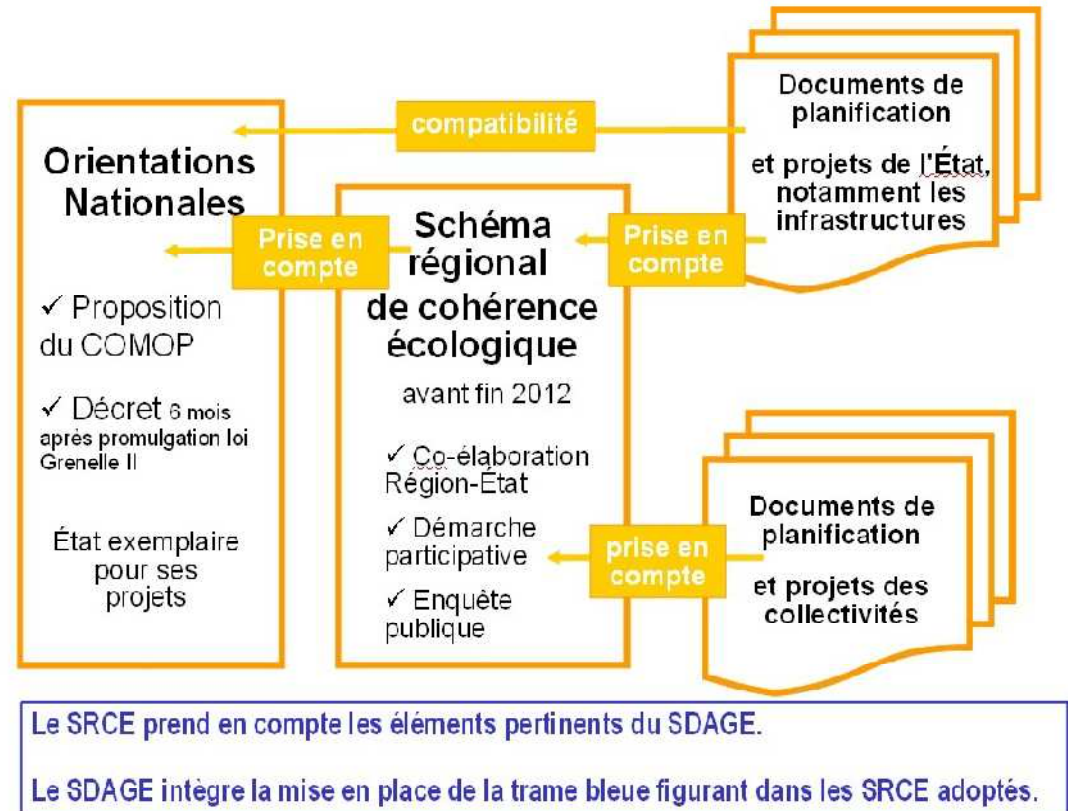 Orientations
Nationales
✓ Proposition
du COMOP
✓ Décret 6 mois
après promulgation loi
Grenelle II
État exemplaire
pour ses
projets
compatibilité
Prise en
compte
Schéma
régional
de cohérence
écologique
avant fin 2012
✓ Co-élaboration
Région-État
✓ Démarche
participative
✓ Enquête
publique
Prise en
compte
Documents de
planification
et projets de l'État,
notamment les
infrastructures
prise en
compte
Documents de
planification
et projets des
collectivités
Le SRCE prend en compte les éléments pertinents du SDAGE.
Le SDAGE intègre la mise en place de la trame bleue figurant dans les SRCE adoptés.